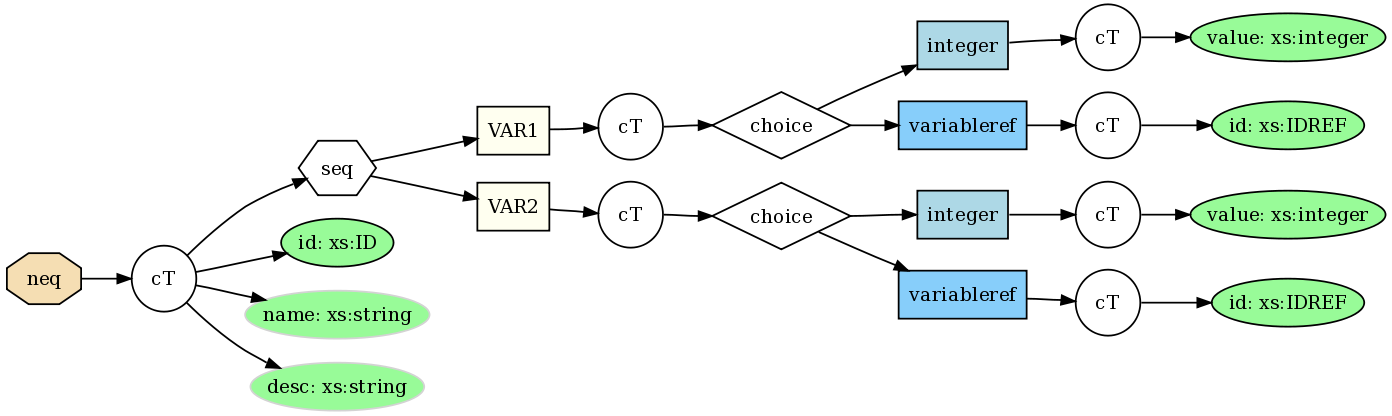 neq
cT
seq
id: xs:ID
name: xs:string
desc: xs:string
VAR1
cT
choice
integer
cT
value: xs:integer
variableref
cT
id: xs:IDREF
VAR2
cT
choice
integer
cT
value: xs:integer
variableref
cT
id: xs:IDREF